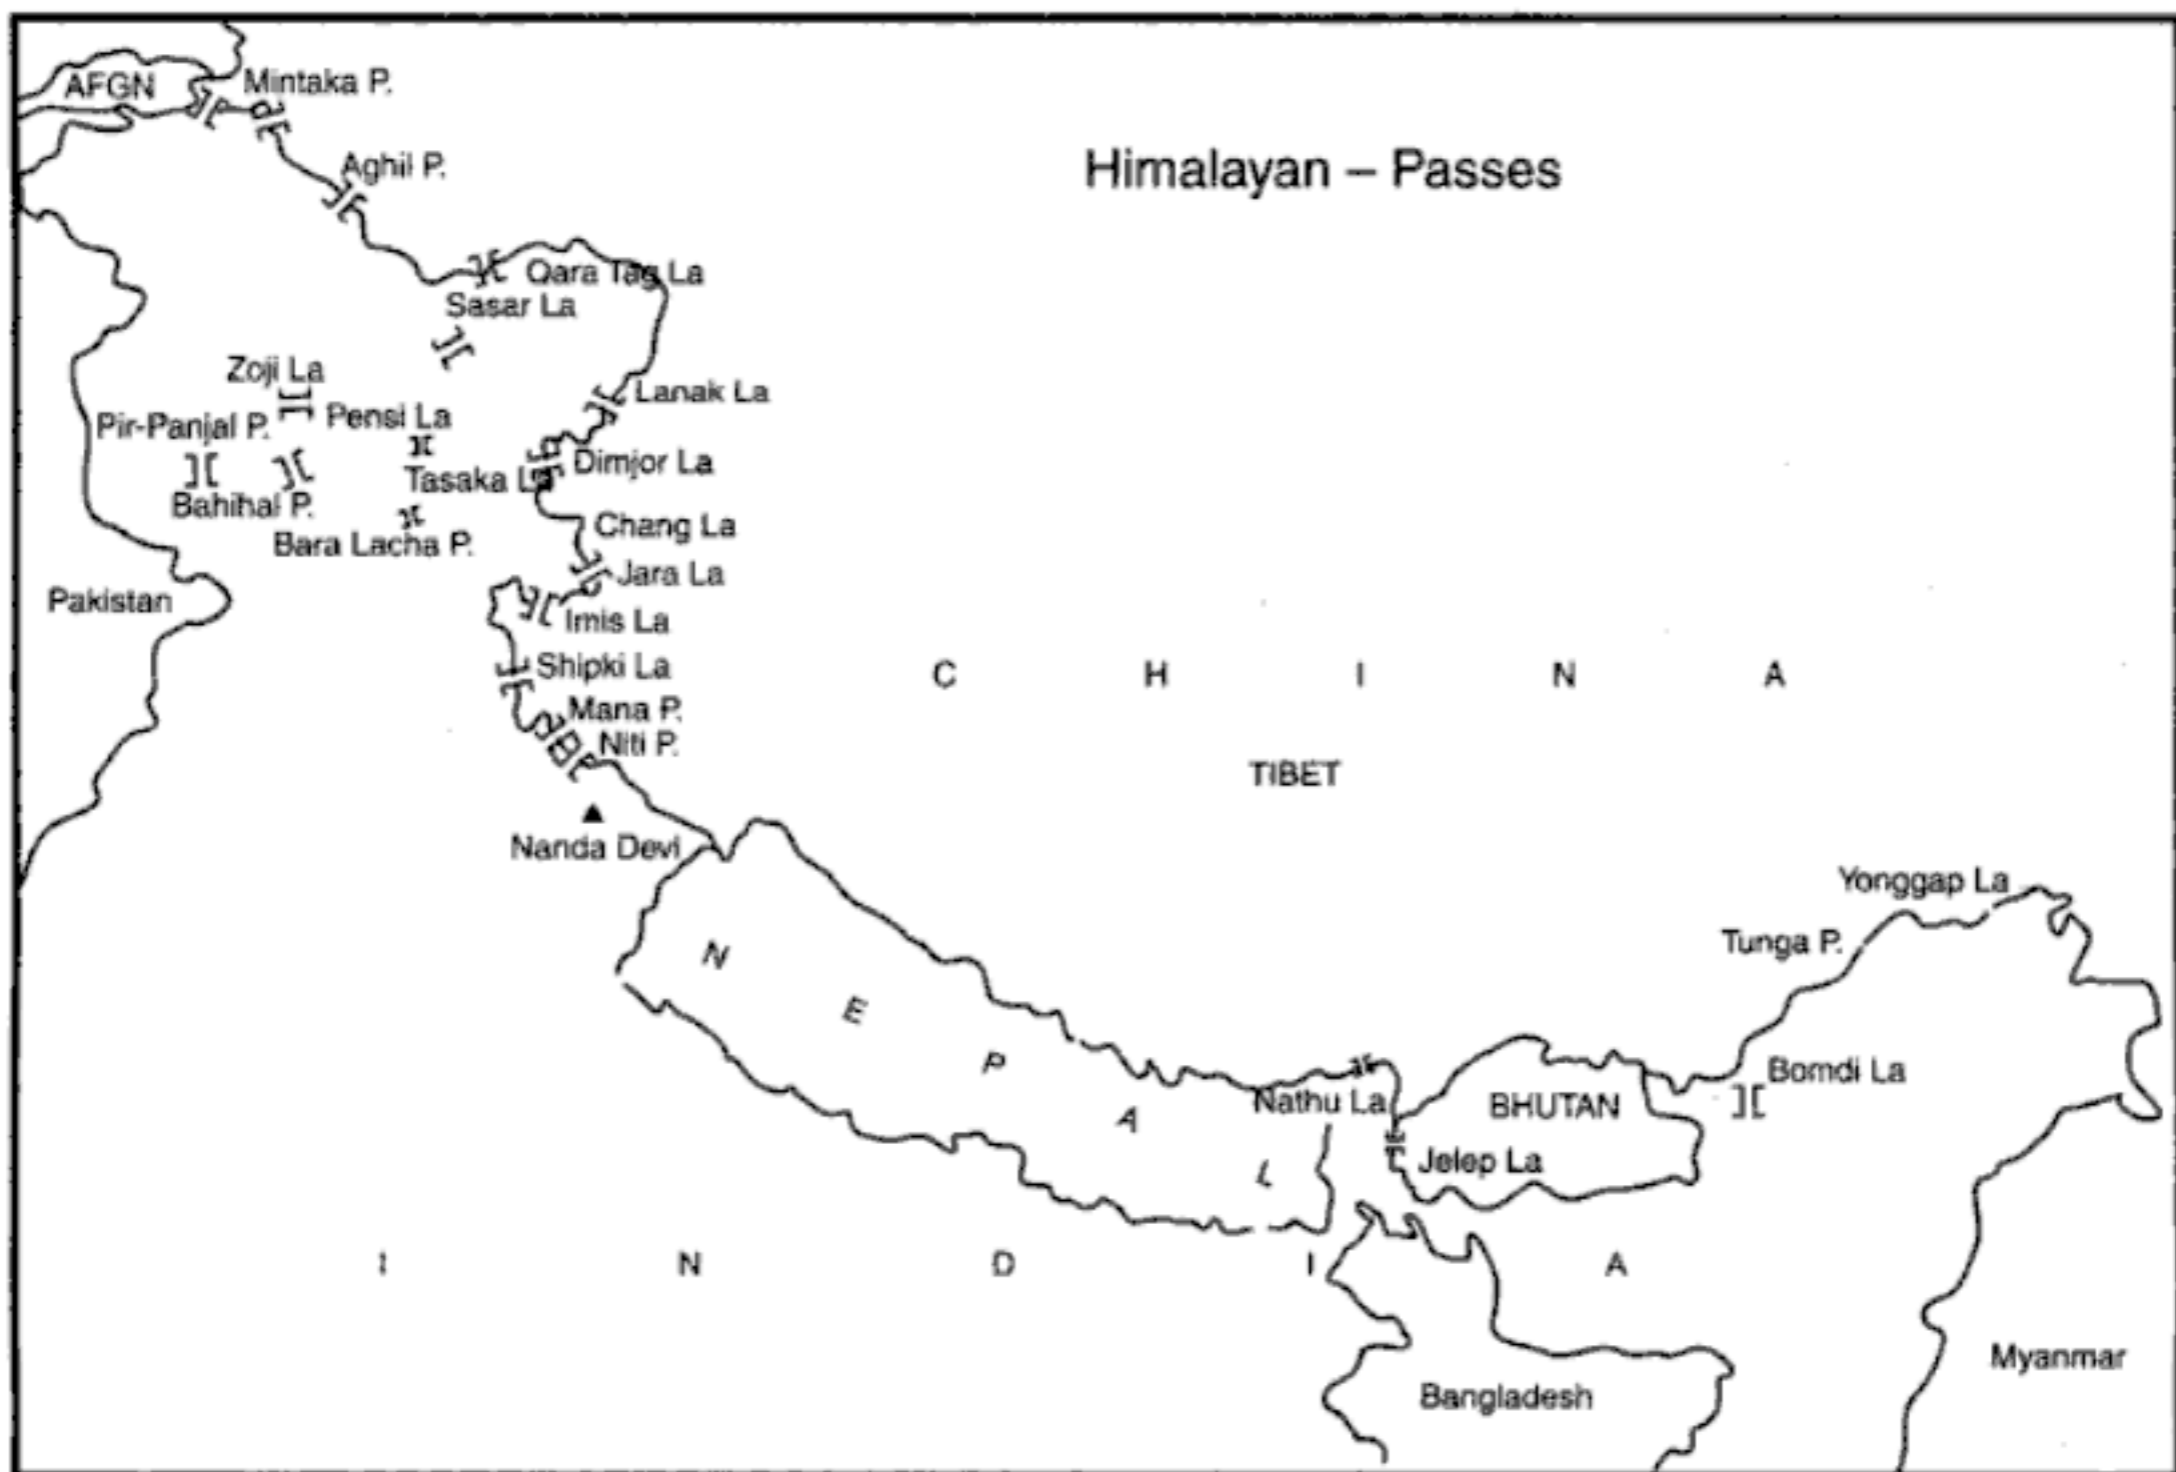 AFGN
Mintaka P.
Aghil P.
Himalayan – Passes
Qara Tag La
Sasar La
Zoji La
Lanak La
Pensi La
Pir-Panjal P.
Dimjor La
Tasaka La
Bahihal P.
Chang La
Bara Lacha P.
Jara La
Pakistan
Imis La
Shipki La
C H I N A
Mana P.
Niti P.
TIBET
Nanda Devi
Yonggap La
Tunga P.
N E P A L
Bomdi La
Nathu La
BHUTAN
Jelep La
I N D I A
Myanmar
Bangladesh